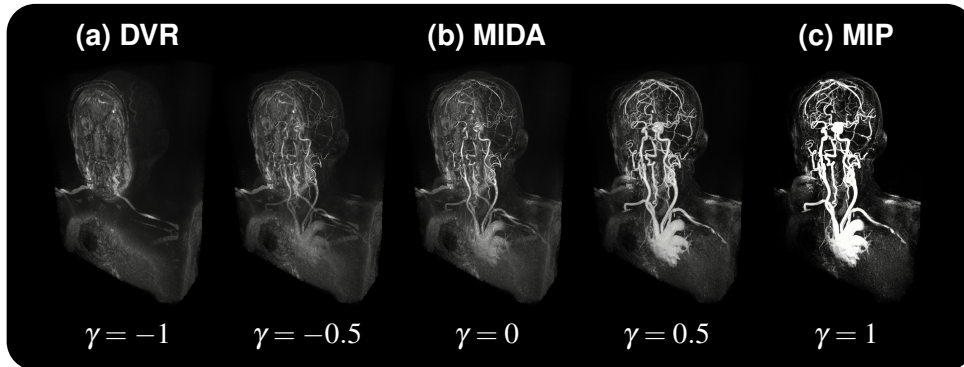 (a) DVR (b) MIDA (c) MIP
γ = −1 γ = −0.5 γ = 0 γ = 0.5 γ = 1